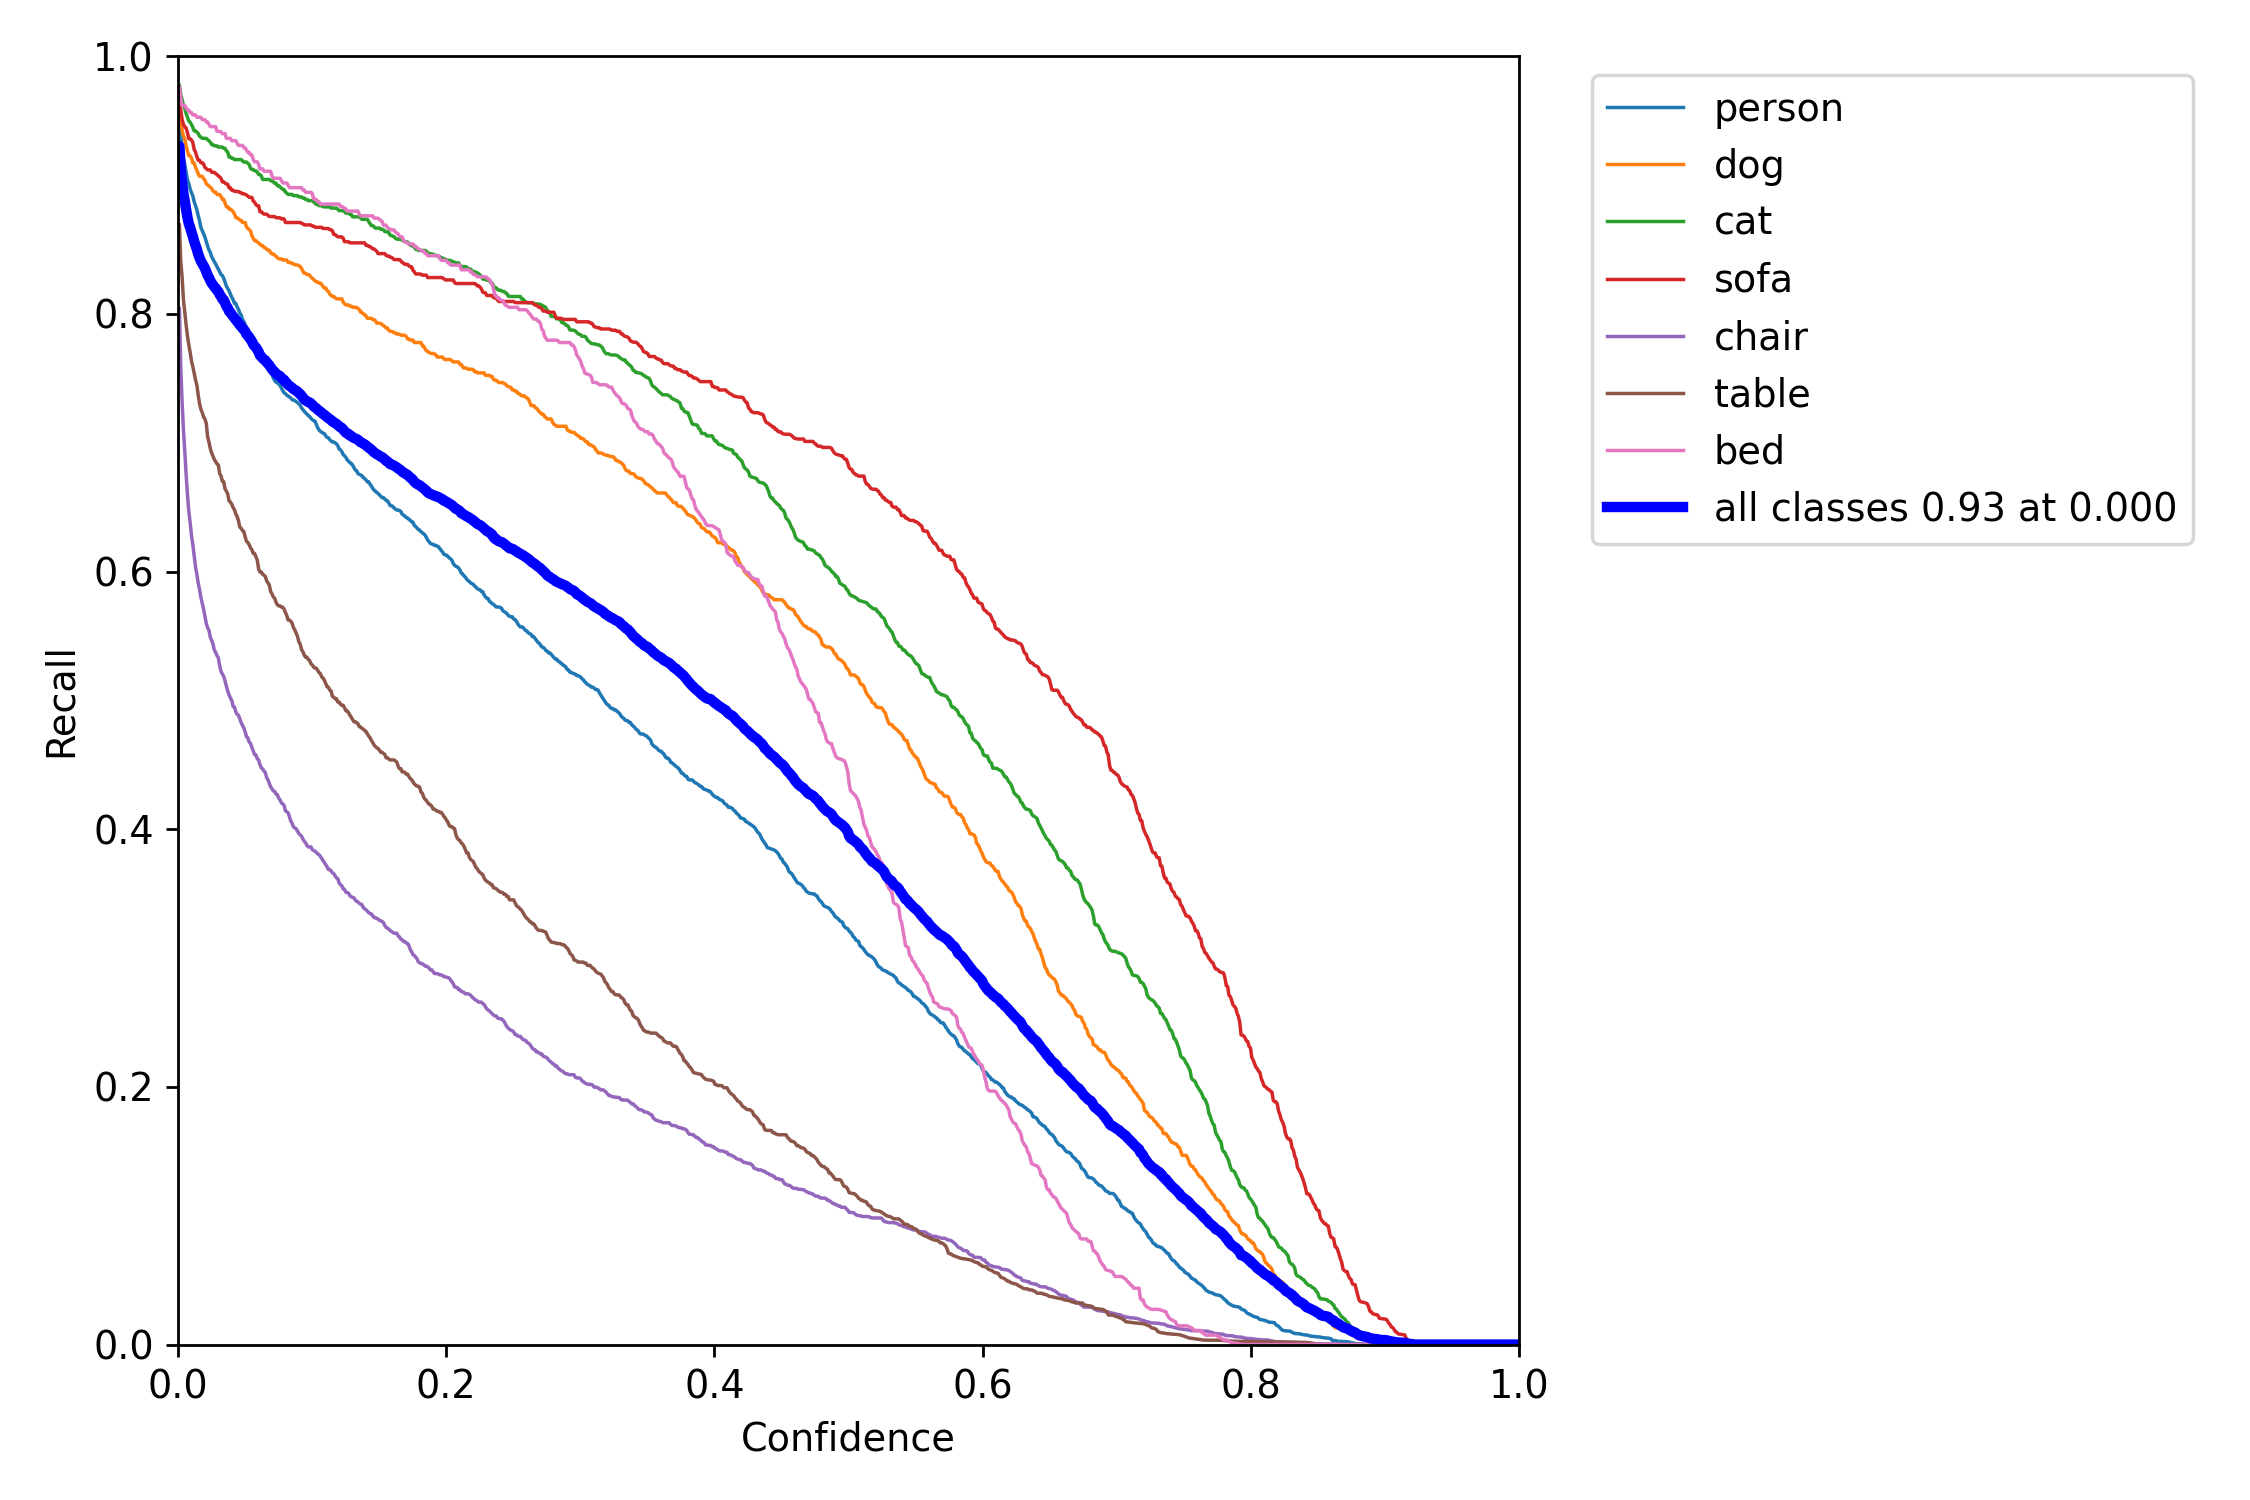 1.0
0.8
0.6
0.4
0.2
0.0
Recall
0.0 0.2 0.4 0.6 0.8 1.0
Confidence
person
dog
cat
sofa
chair
table
bed
all classes 0.93 at 0.000